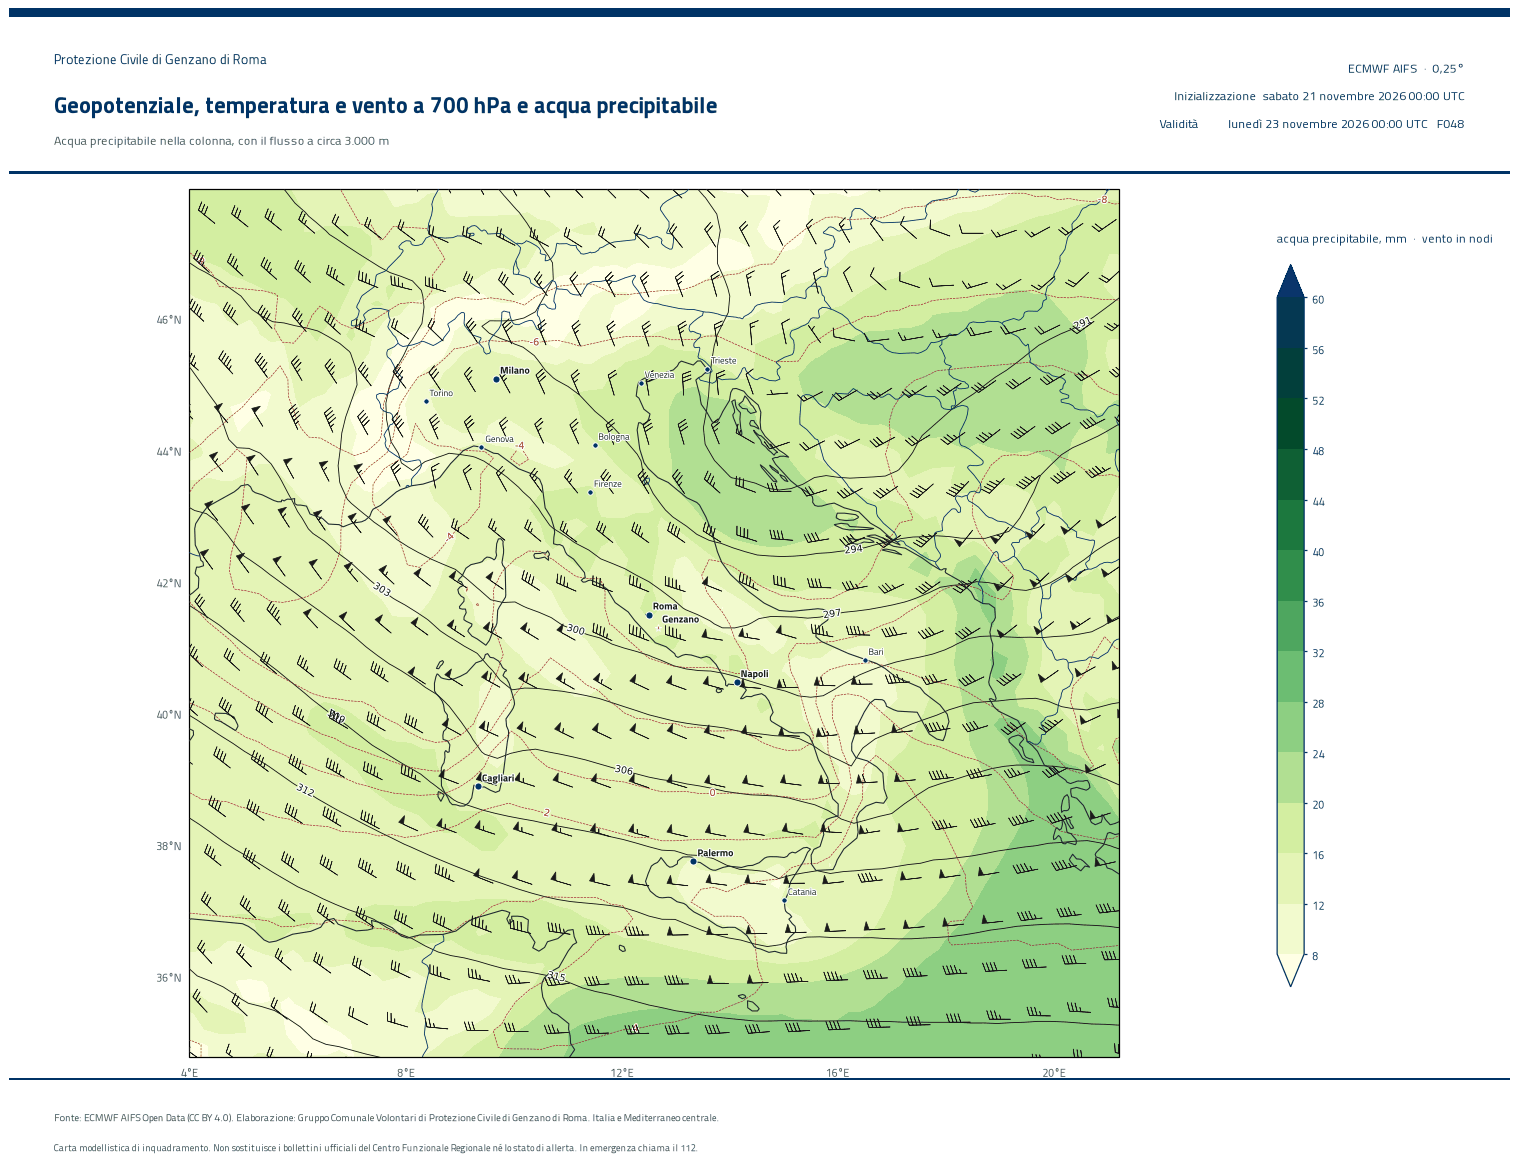 Protezione Civile di Genzano di Roma
Geopotenziale, temperatura e vento a 700 hPa e acqua precipitabile
Acqua precipitabile nella colonna, con il flusso a circa 3.000 m
ECMWF AIFS · 0,25°
Inizializzazione sabato 21 novembre 2026 00:00 UTC
Validità lunedì 23 novembre 2026 00:00 UTC F048
acqua precipitabile, mm · vento in nodi
60
56
52
48
44
40
36
32
28
24
20
16
12
8
46°N
44°N
42°N
40°N
38°N
36°N
4°E
8°E
12°E
16°E
20°E
-8
291
-6
Trieste
Milano
Venezia
Torino
Genova
-4
Bologna
Firenze
294
303
297
300
Roma
Genzano
Bari
Napoli
306
Cagliari
0
312
2
Palermo
Catania
315
4
Fonte: ECMWF AIFS Open Data (CC BY 4.0). Elaborazione: Gruppo Comunale Volontari di Protezione Civile di Genzano di Roma. Italia e Mediterraneo centrale.
Carta modellistica di inquadramento. Non sostituisce i bollettini ufficiali del Centro Funzionale Regionale né lo stato di allerta. In emergenza chiama il 112.